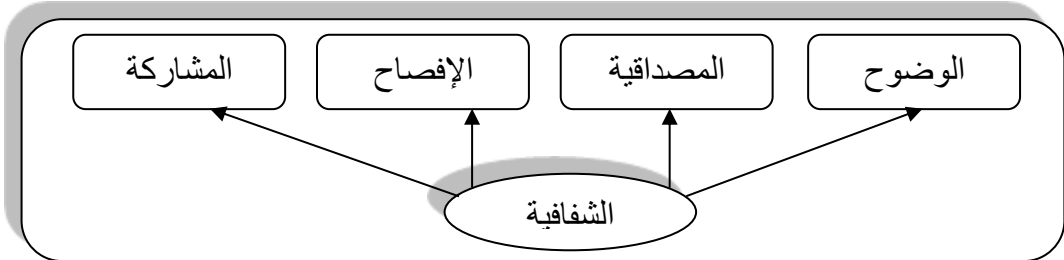 الوضوح
المصداقية
الإفصاح
المشاركة
الشفافية